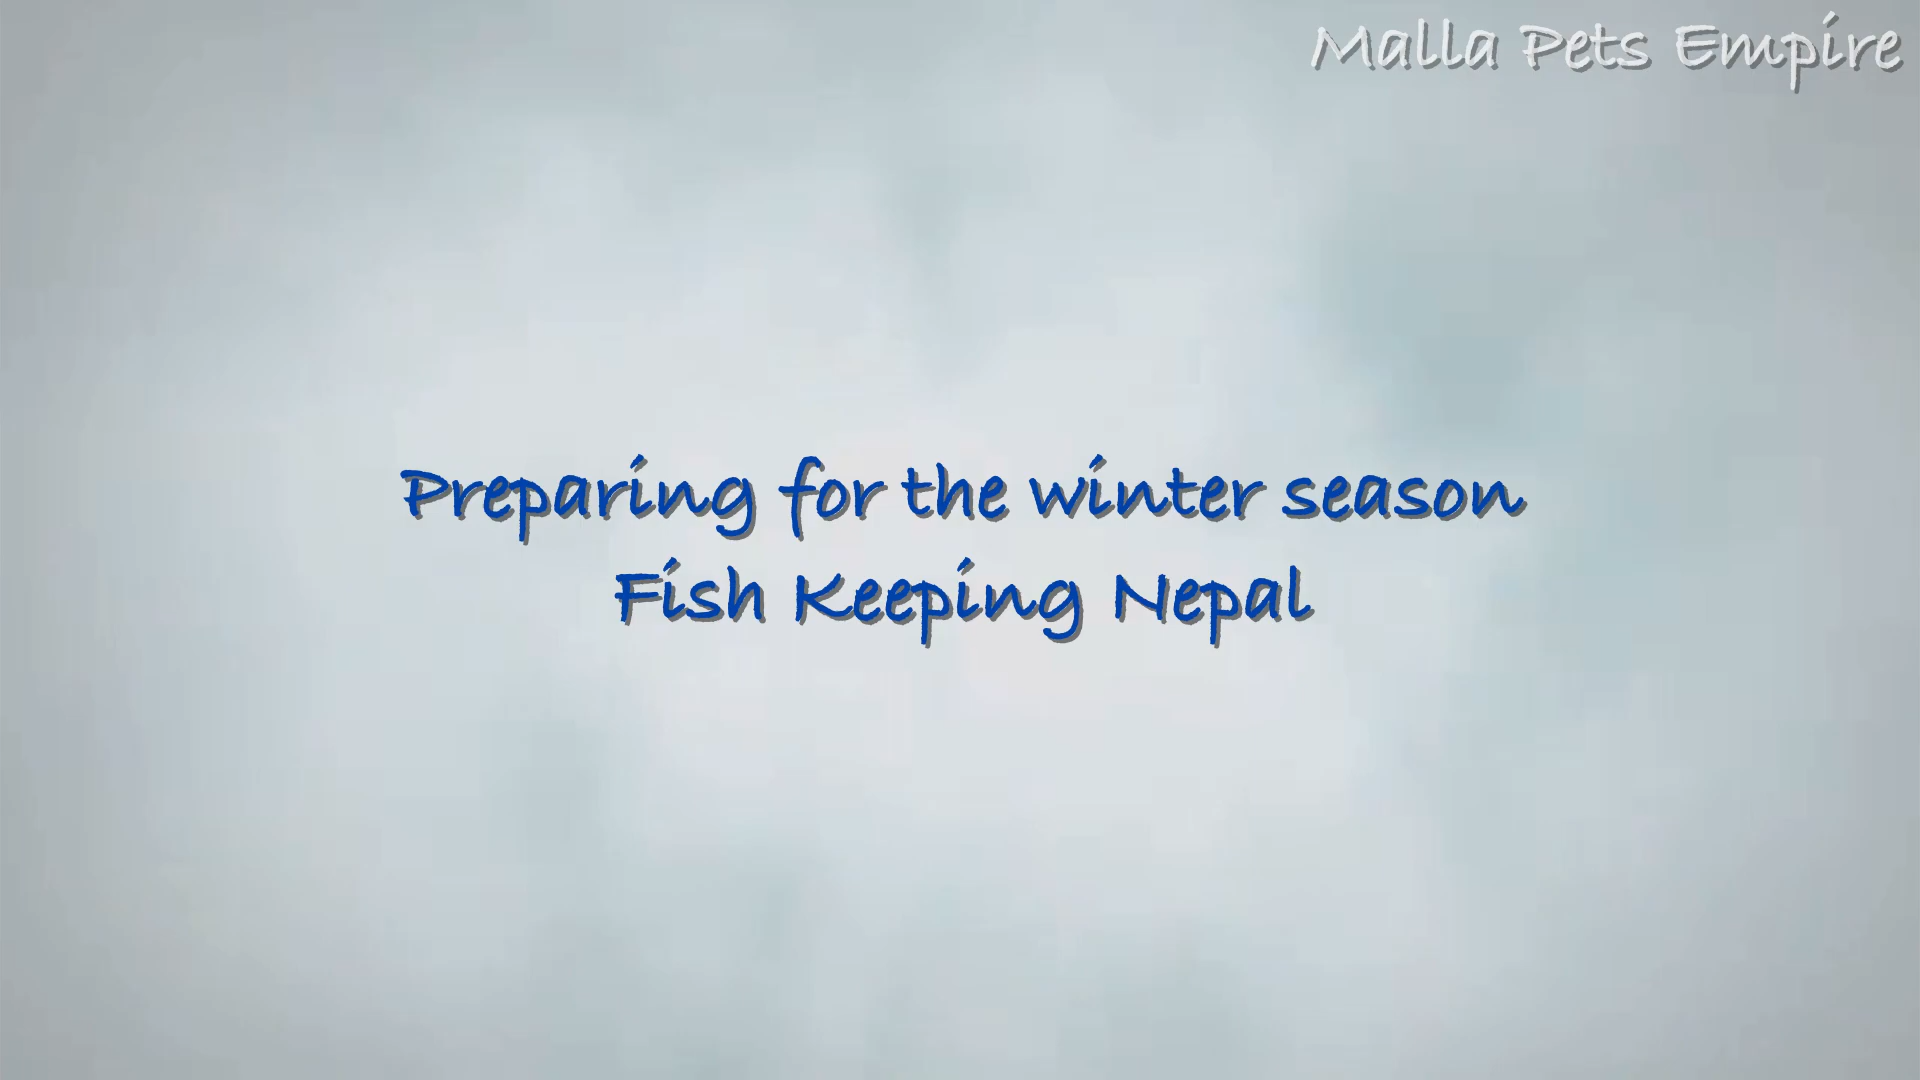 Malla Pets Empire
Preparing for the winter season
Fish Keeping Nepal